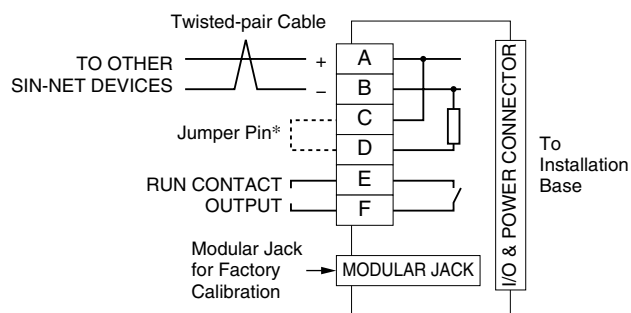 Twisted-pair Cable
TO OTHER
SIN-NET DEVICES
+
–
A
B
C
D
E
F
Jumper Pin*
RUN CONTACT
OUTPUT
Modular Jack
for Factory
Calibration
MODULAR JACK
I/O & POWER CONNECTOR
To
Installation
Base